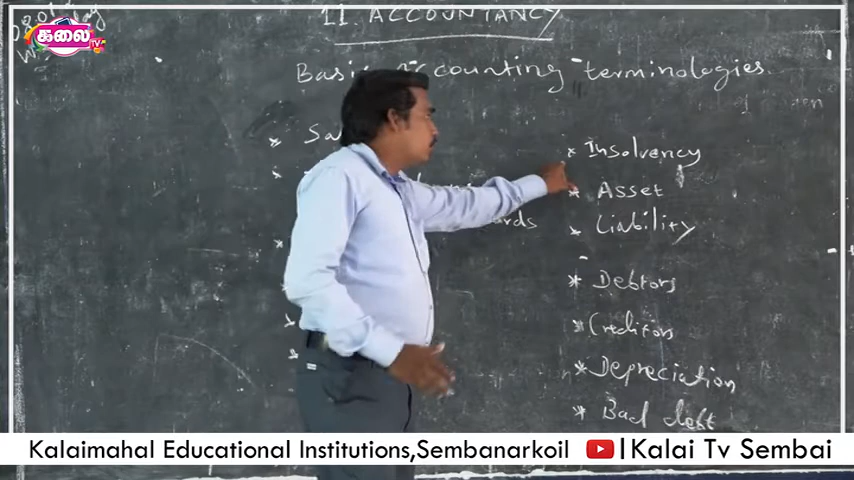 11. ACCOUNTANCY
கலை TV
Basic accounting terminologies
* Insolvency
* Asset
* Liability
* Debtors
* Creditors
* Depreciation
* Bad debt
Kalaimahal Educational Institutions,Sembanarkoil |Kalai Tv Sembai